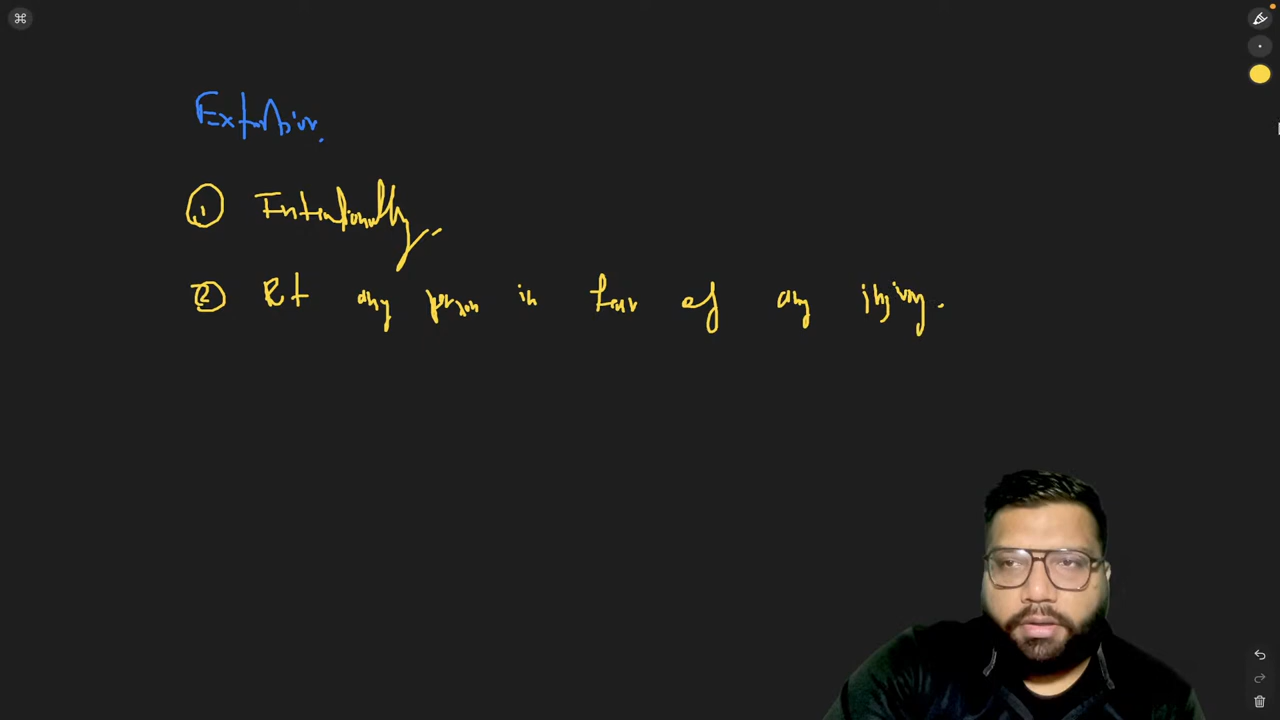 Extortion.
① Intentionally..
② Put any person in fear of any injury.